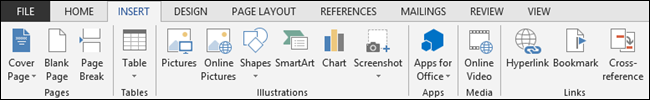 FILE HOME INSERT DESIGN PAGE LAYOUT REFERENCES MAILINGS REVIEW VIEW
Cover Blank Page Table Pictures Online Shapes SmartArt Chart Screenshot Apps for Online Hyperlink Bookmark Cross-
Page Page Break Pictures Office Video reference
Pages Tables Illustrations Apps Media Links